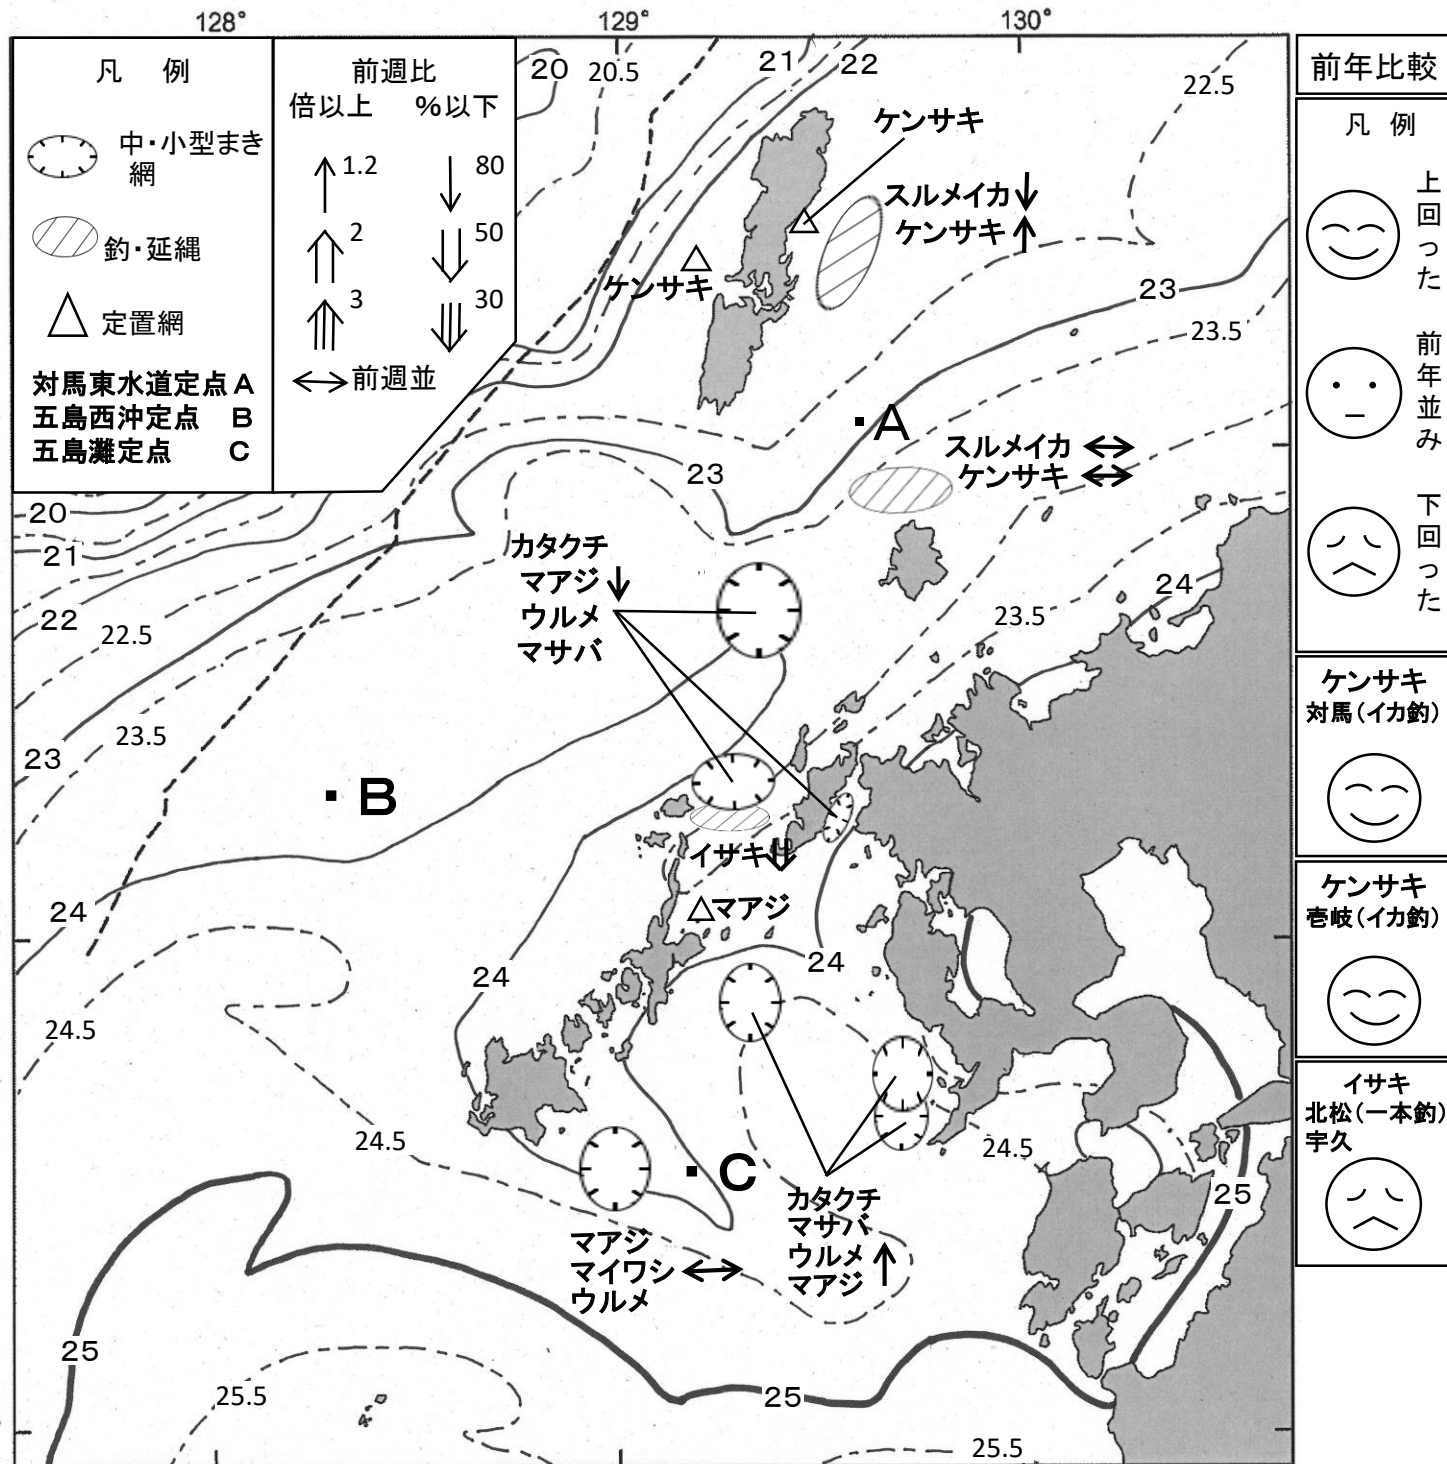 128°
129°
130°
凡 例
中・小型まき
網
釣・延縄
定置網
対馬東水道定点 A
五島西沖定点 B
五島灘定点 C
前週比
倍以上 %以下
1.2 80
2 50
3 30
前週並
20
20.5
21
22
22.5
ケンサキ
スルメイカ
ケンサキ
ケンサキ
23
23.5
A
スルメイカ
ケンサキ
23
20
21
22
22.5
カタクチ
マアジ
ウルメ
マサバ
24
23.5
23
23.5
B
イサキ
マアジ
24
24
24
24.5
24.5
24.5
C
カタクチ
マサバ
ウルメ
マアジ
マアジ
マイワシ
ウルメ
25
25
25
25.5
25.5
前年比較
凡 例
上回った
前年並み
下回った
ケンサキ
対馬(イカ釣)
ケンサキ
壱岐(イカ釣)
イサキ
北松(一本釣)
宇久